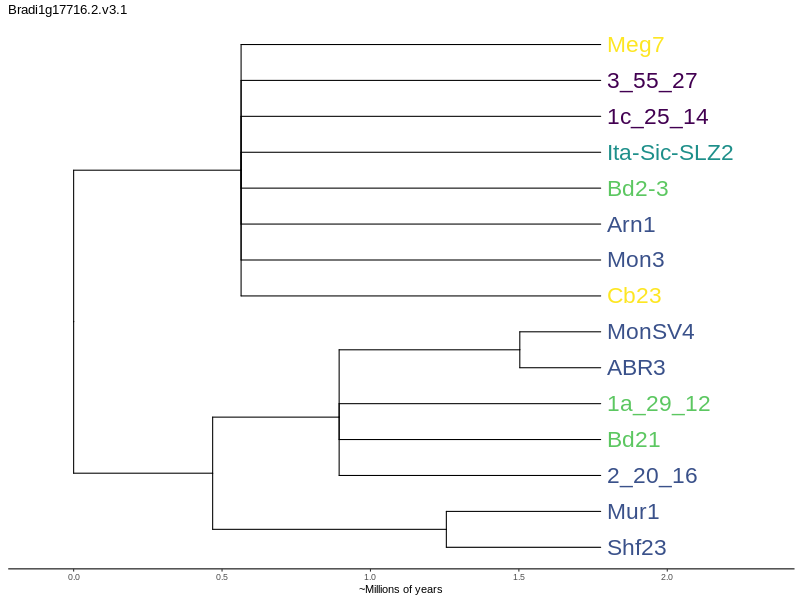 Bradi1g17716.2.v3.1
Meg7
3_55_27
1c_25_14
Ita-Sic-SLZ2
Bd2-3
Arn1
Mon3
Cb23
MonSV4
ABR3
1a_29_12
Bd21
2_20_16
Mur1
Shf23
0.0 0.5 1.0 1.5 2.0
~Millions of years